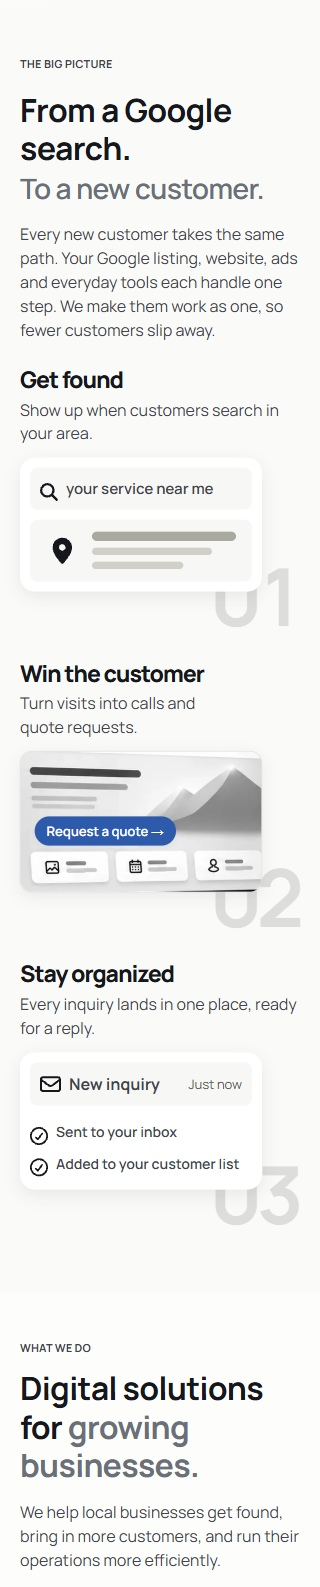 THE BIG PICTURE
From a Google
search.
To a new customer.
Every new customer takes the same
path. Your Google listing, website, ads
and everyday tools each handle one
step. We make them work as one, so
fewer customers slip away.
Get found
Show up when customers search in
your area.
your service near me
01
Win the customer
Turn visits into calls and
quote requests.
Request a quote →
02
Stay organized
Every inquiry lands in one place, ready
for a reply.
New inquiry Just now
Sent to your inbox
Added to your customer list
03
WHAT WE DO
Digital solutions
for growing
businesses.
We help local businesses get found,
bring in more customers, and run their
operations more efficiently.